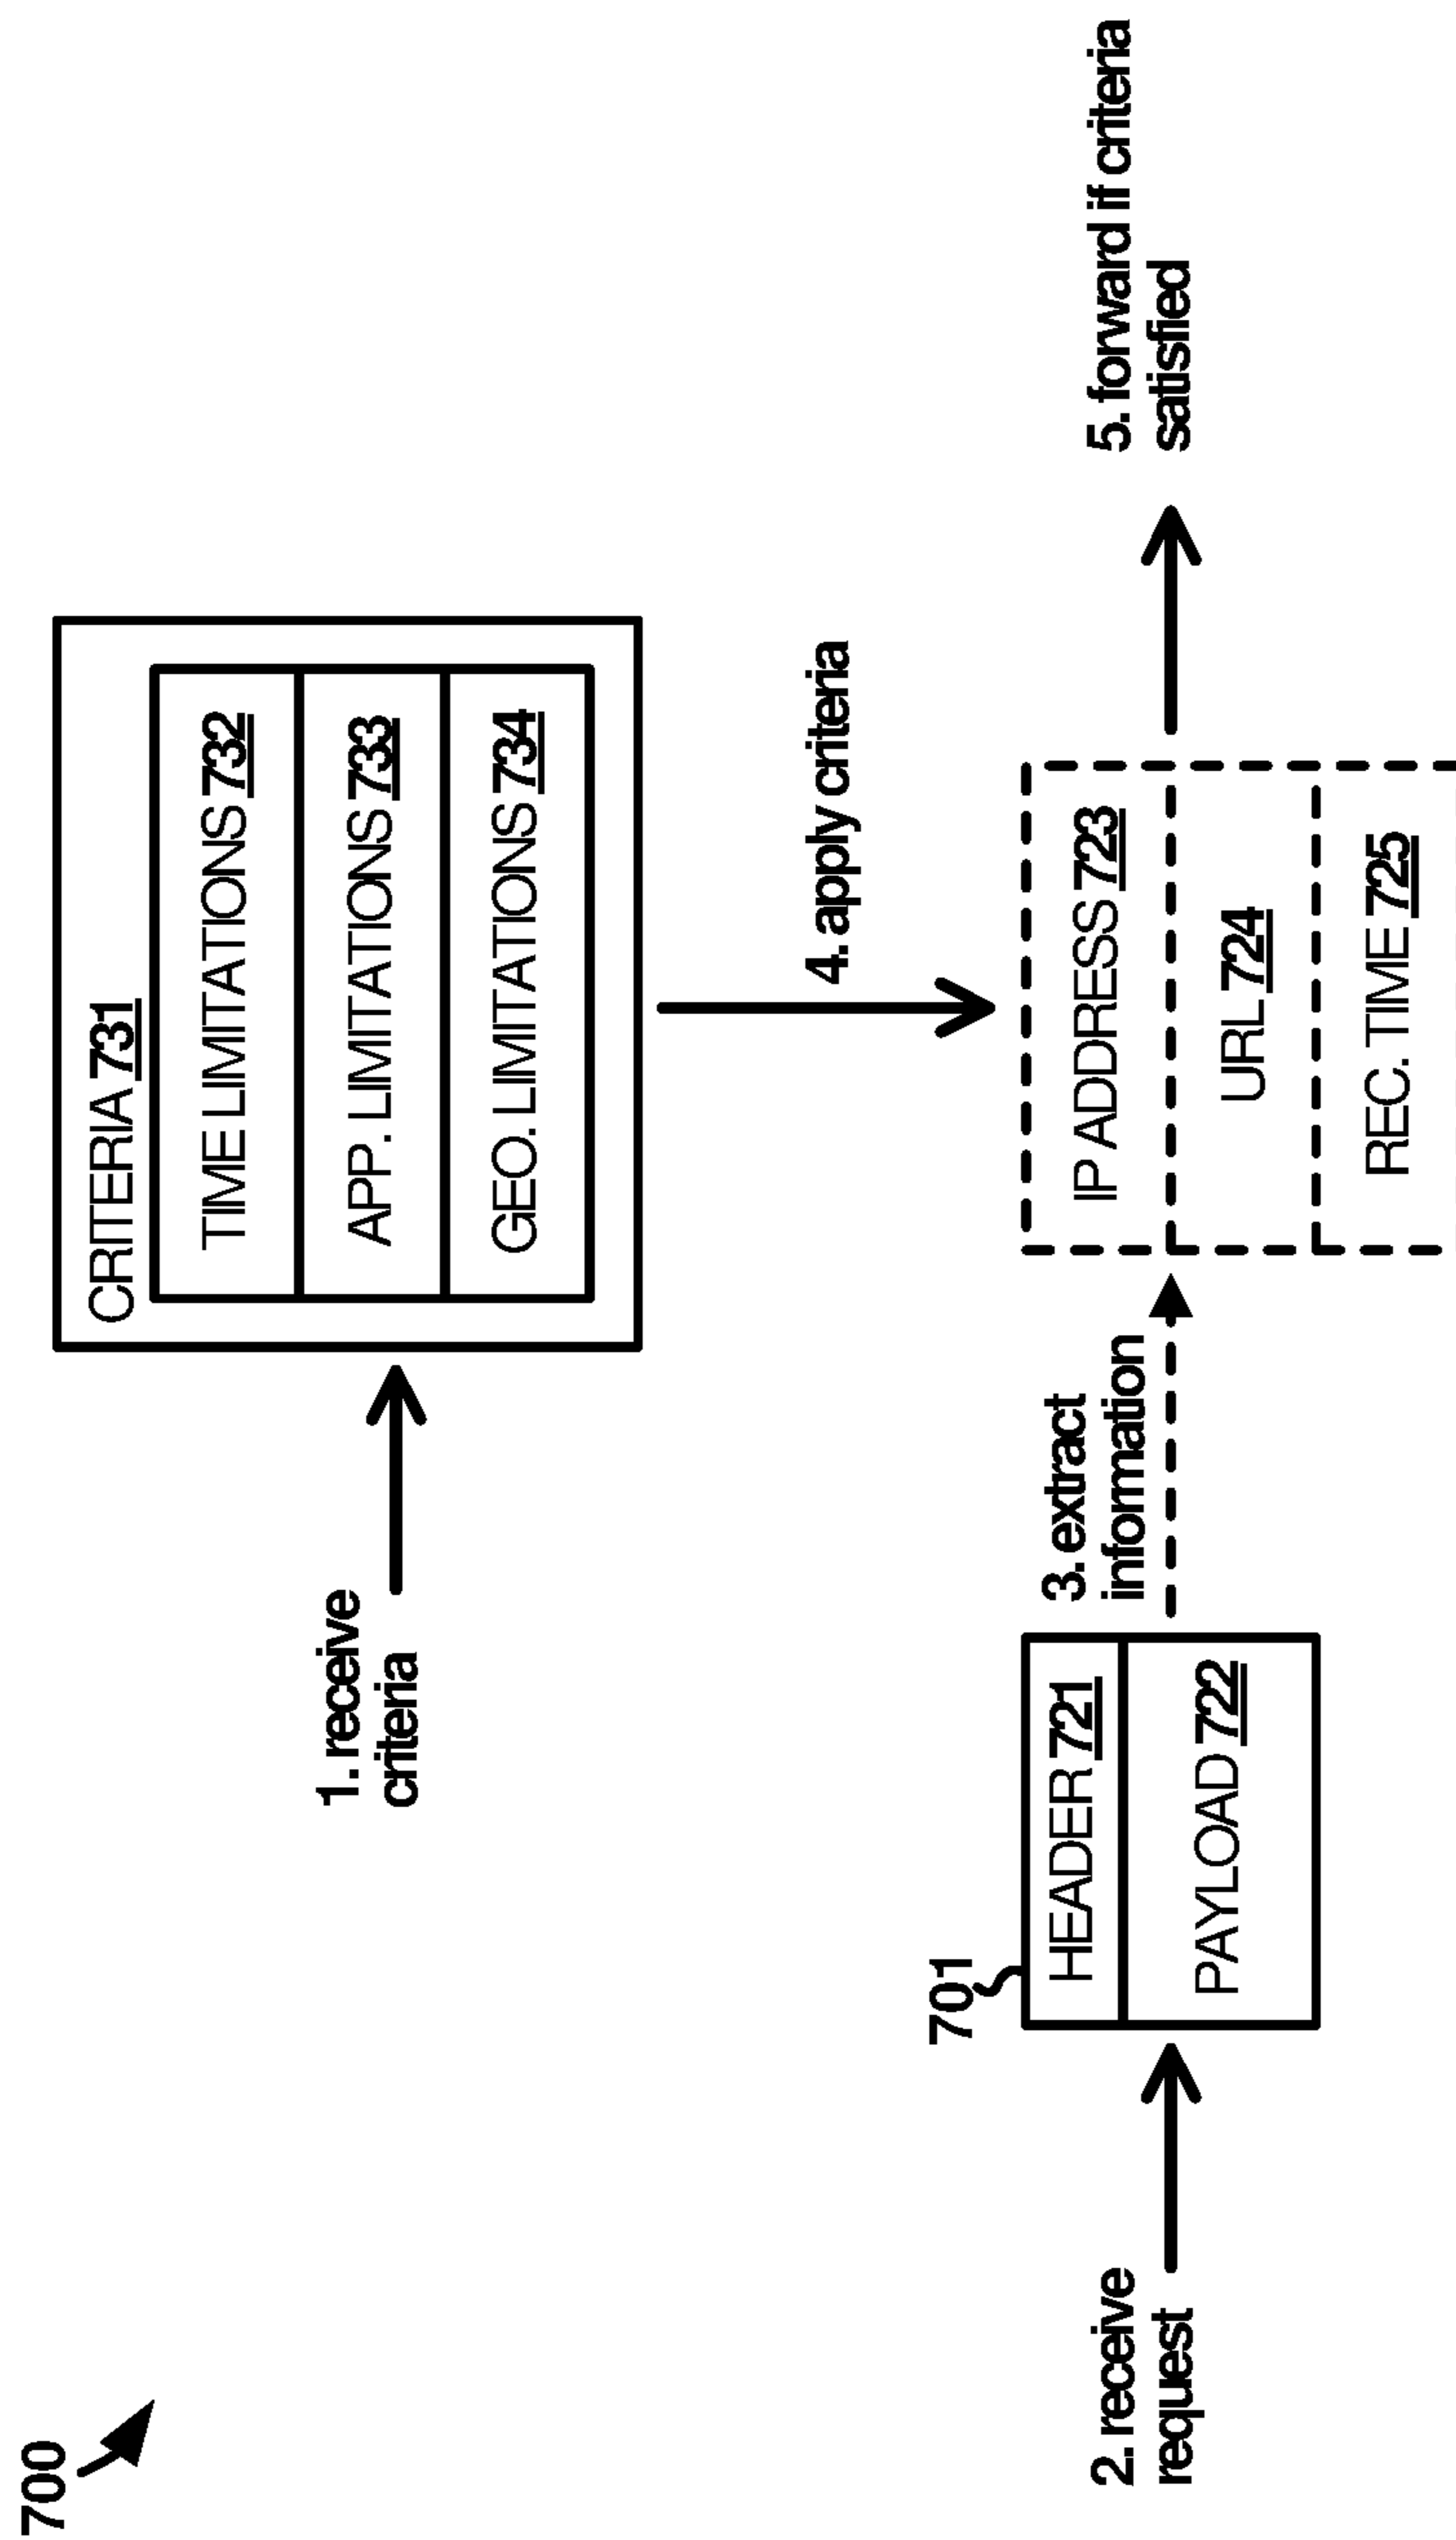 700
CRITERIA 731
TIME LIMITATIONS 732
APP. LIMITATIONS 733
GEO. LIMITATIONS 734
1. receive
criteria
4. apply criteria
701
2. receive
request
HEADER 721
PAYLOAD 722
3. extract
information
IP ADDRESS 723
URL 724
REC. TIME 725
5. forward if criteria
satisfied